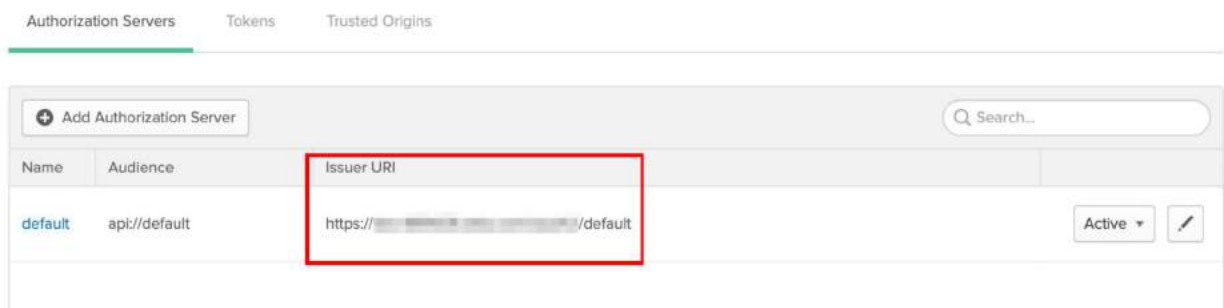 Authorization Servers Tokens Trusted Origins
Add Authorization Server Search...
Name Audience Issuer URI
default api://default https:// /default Active